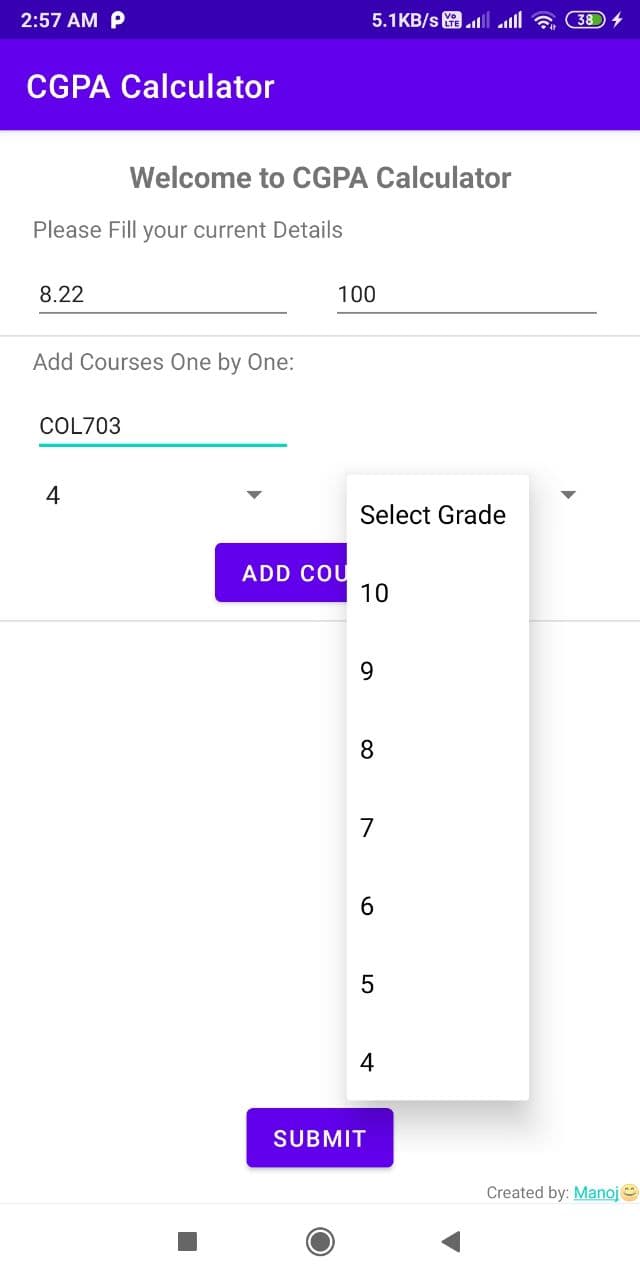 2:57 AM P 5.1KB/s Vo LTE 38
CGPA Calculator
Welcome to CGPA Calculator
Please Fill your current Details
8.22 100
Add Courses One by One:
COL703
4
Select Grade
ADD COU
10
9
8
7
6
5
4
SUBMIT
Created by: Manoj😊